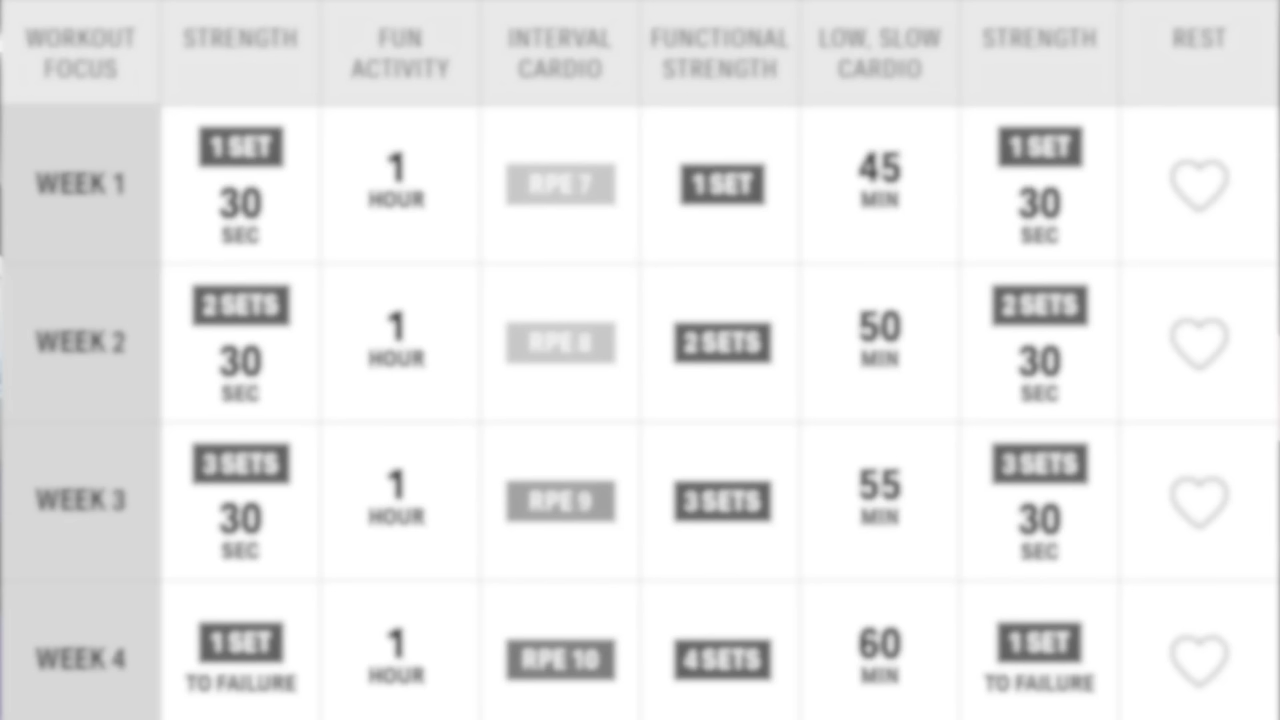 WORKOUT FOCUS
STRENGTH
FUN ACTIVITY
INTERVAL CARDIO
FUNCTIONAL STRENGTH
LOW, SLOW CARDIO
STRENGTH
REST
WEEK 1
1 SET
30
SEC
1
HOUR
RPE 7
1 SET
45
MIN
1 SET
30
SEC
WEEK 2
2 SETS
30
SEC
1
HOUR
RPE 8
2 SETS
50
MIN
2 SETS
30
SEC
WEEK 3
3 SETS
30
SEC
1
HOUR
RPE 9
3 SETS
55
MIN
3 SETS
30
SEC
WEEK 4
1 SET
TO FAILURE
1
HOUR
RPE 10
4 SETS
60
MIN
1 SET
TO FAILURE